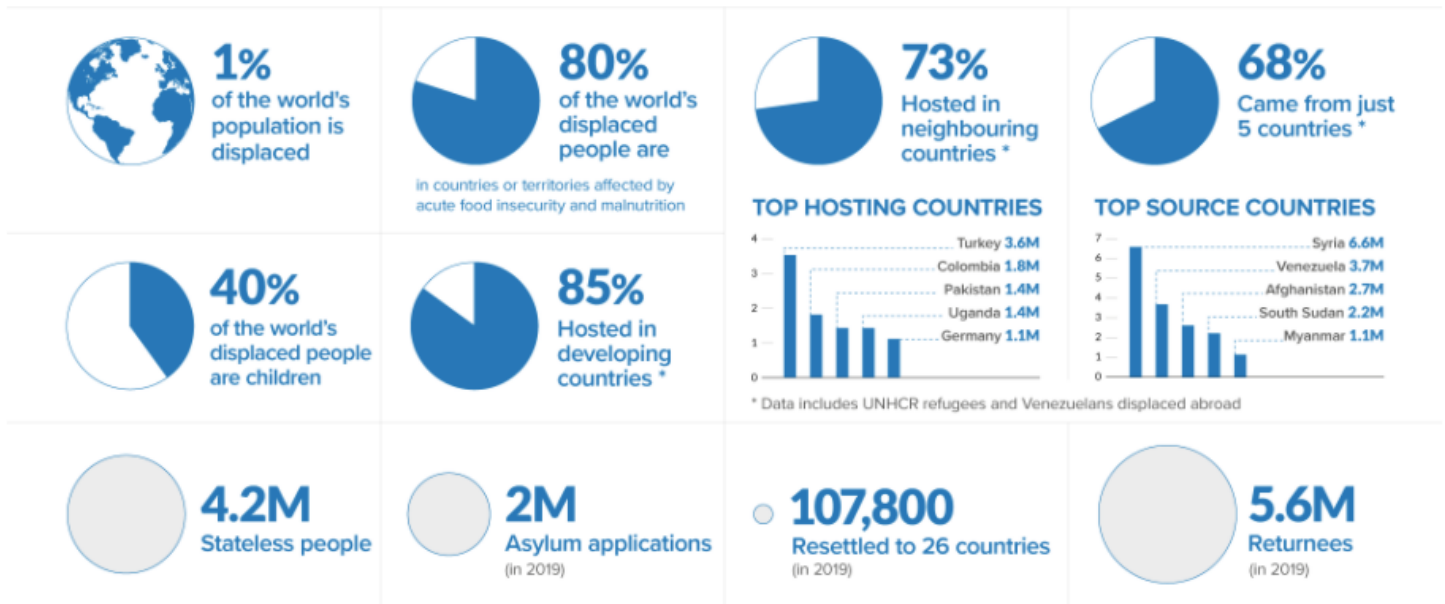 1%
of the world's
population is
displaced
80%
of the world's
displaced
people are
in countries or territories affected by
acute food insecurity and malnutrition
73%
Hosted in
neighbouring
countries *
68%
Came from just
5 countries *
40%
of the world's
displaced people
are children
85%
Hosted in
developing
countries *
TOP HOSTING COUNTRIES
4
3
2
1
0
Turkey 3.6M
Colombia 1.8M
Pakistan 1.4M
Uganda 1.4M
Germany 1.1M
TOP SOURCE COUNTRIES
7
6
5
4
3
2
1
0
Syria 6.6M
Venezuela 3.7M
Afghanistan 2.7M
South Sudan 2.2M
Myanmar 1.1M
* Data includes UNHCR refugees and Venezuelans displaced abroad
4.2M
Stateless people
2M
Asylum applications
(in 2019)
107,800
Resettled to 26 countries
(in 2019)
5.6M
Returnees
(in 2019)